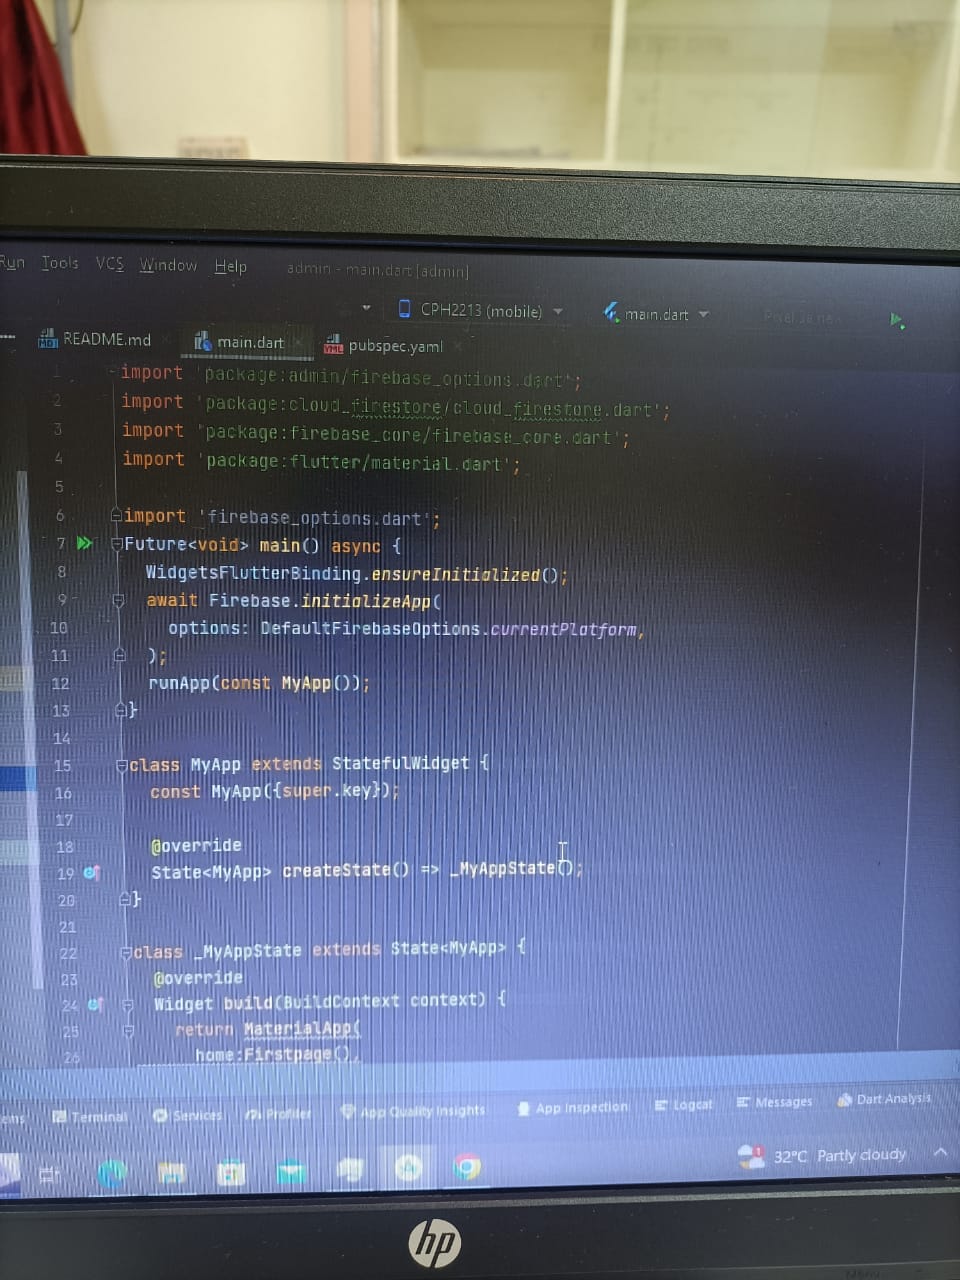 Run Tools VCS Window Help admin - main.dart [admin]
CPH2213 (mobile) main.dart
README.md main.dart pubspec.yaml
1 import 'package:admin/firebase_options.dart';
2 import 'package:cloud_firestore/cloud_firestore.dart';
3 import 'package:firebase_core/firebase_core.dart';
4 import 'package:flutter/material.dart';
5
6 import 'firebase_options.dart';
7 Future<void> main() async {
8 WidgetsFlutterBinding.ensureInitialized();
9 await Firebase.initializeApp(
10 options: DefaultFirebaseOptions.currentPlatform,
11 );
12 runApp(const MyApp());
13 }
14
15 class MyApp extends StatefulWidget {
16 const MyApp({super.key});
17
18 @override
19 State<MyApp> createState() => _MyAppState();
20 }
21
22 class _MyAppState extends State<MyApp> {
23 @override
24 Widget build(BuildContext context) {
25 return MaterialApp(
26 home:Firstpage(),
Terminal Services Profiler App Quality Insights App Inspection Logcat Messages Dart Analysis
1 32°C Partly cloudy
hp